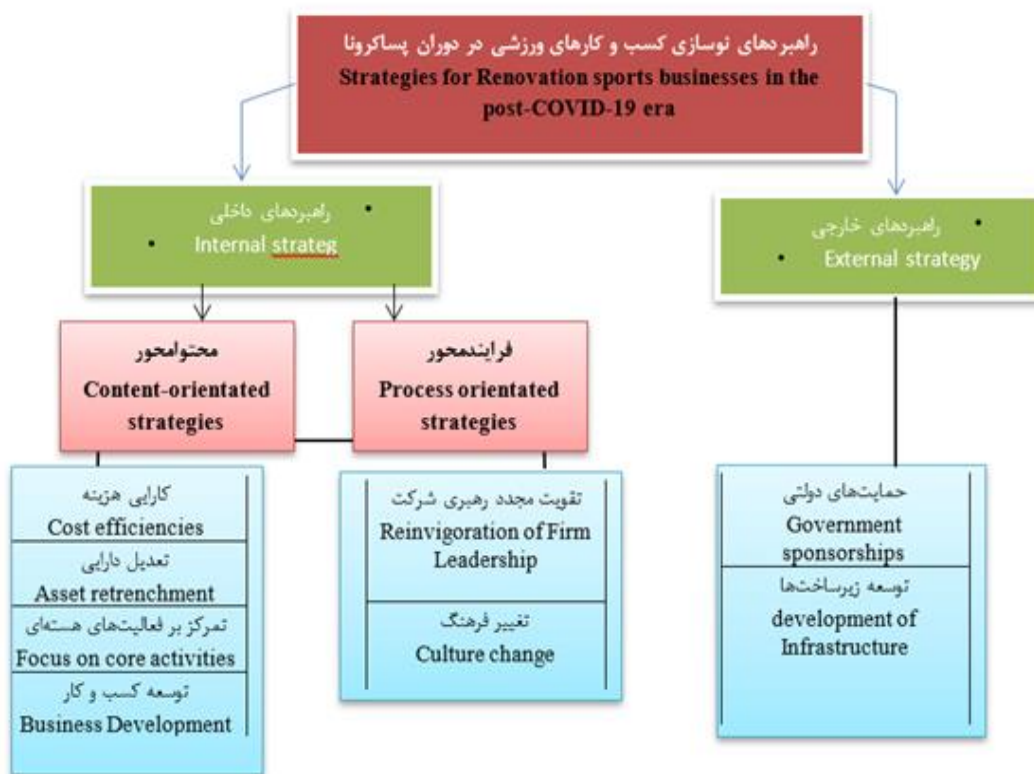 راهبردهای نوسازی کسب و کارهای ورزشی در دوران پساکرونا
Strategies for Renovation sports businesses in the
post-COVID-19 era
• راهبردهای داخلی
• Internal strateg
• راهبردهای خارجی
• External strategy
محتوامحور
Content-orientated
strategies
فرایندمحور
Process orientated
strategies
کارایی هزینه
Cost efficiencies
تعدیل دارایی
Asset retrenchment
تمرکز بر فعالیت‌های هسته‌ای
Focus on core activities
توسعه کسب و کار
Business Development
تقویت مجدد رهبری شرکت
Reinvigoration of Firm
Leadership
تغییر فرهنگ
Culture change
حمایت‌های دولتی
Government
sponsorships
توسعه زیرساخت‌ها
development of
Infrastructure